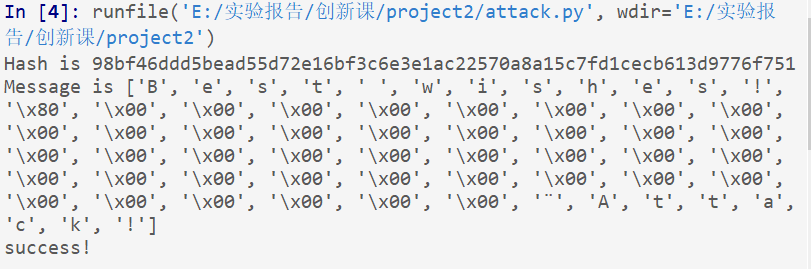 In [4]: runfile('E:/实验报告/创新课/project2/attack.py', wdir='E:/实验报
告/创新课/project2')
Hash is 98bf46ddd5bead55d72e16bf3c6e3e1ac22570a8a15c7fd1cecb613d9776f751
Message is ['B', 'e', 's', 't', ' ', 'w', 'i', 's', 'h', 'e', 's', '!',
'\x80', '\x00', '\x00', '\x00', '\x00', '\x00', '\x00', '\x00', '\x00',
'\x00', '\x00', '\x00', '\x00', '\x00', '\x00', '\x00', '\x00', '\x00',
'\x00', '\x00', '\x00', '\x00', '\x00', '\x00', '\x00', '\x00', '\x00',
'\x00', '\x00', '\x00', '\x00', '\x00', '\x00', '\x00', '\x00', '\x00',
'\x00', '\x00', '\x00', '\x00', '\x00', '\x00', '¨', 'A', 't', 't', 'a',
'c', 'k', '!']
success!